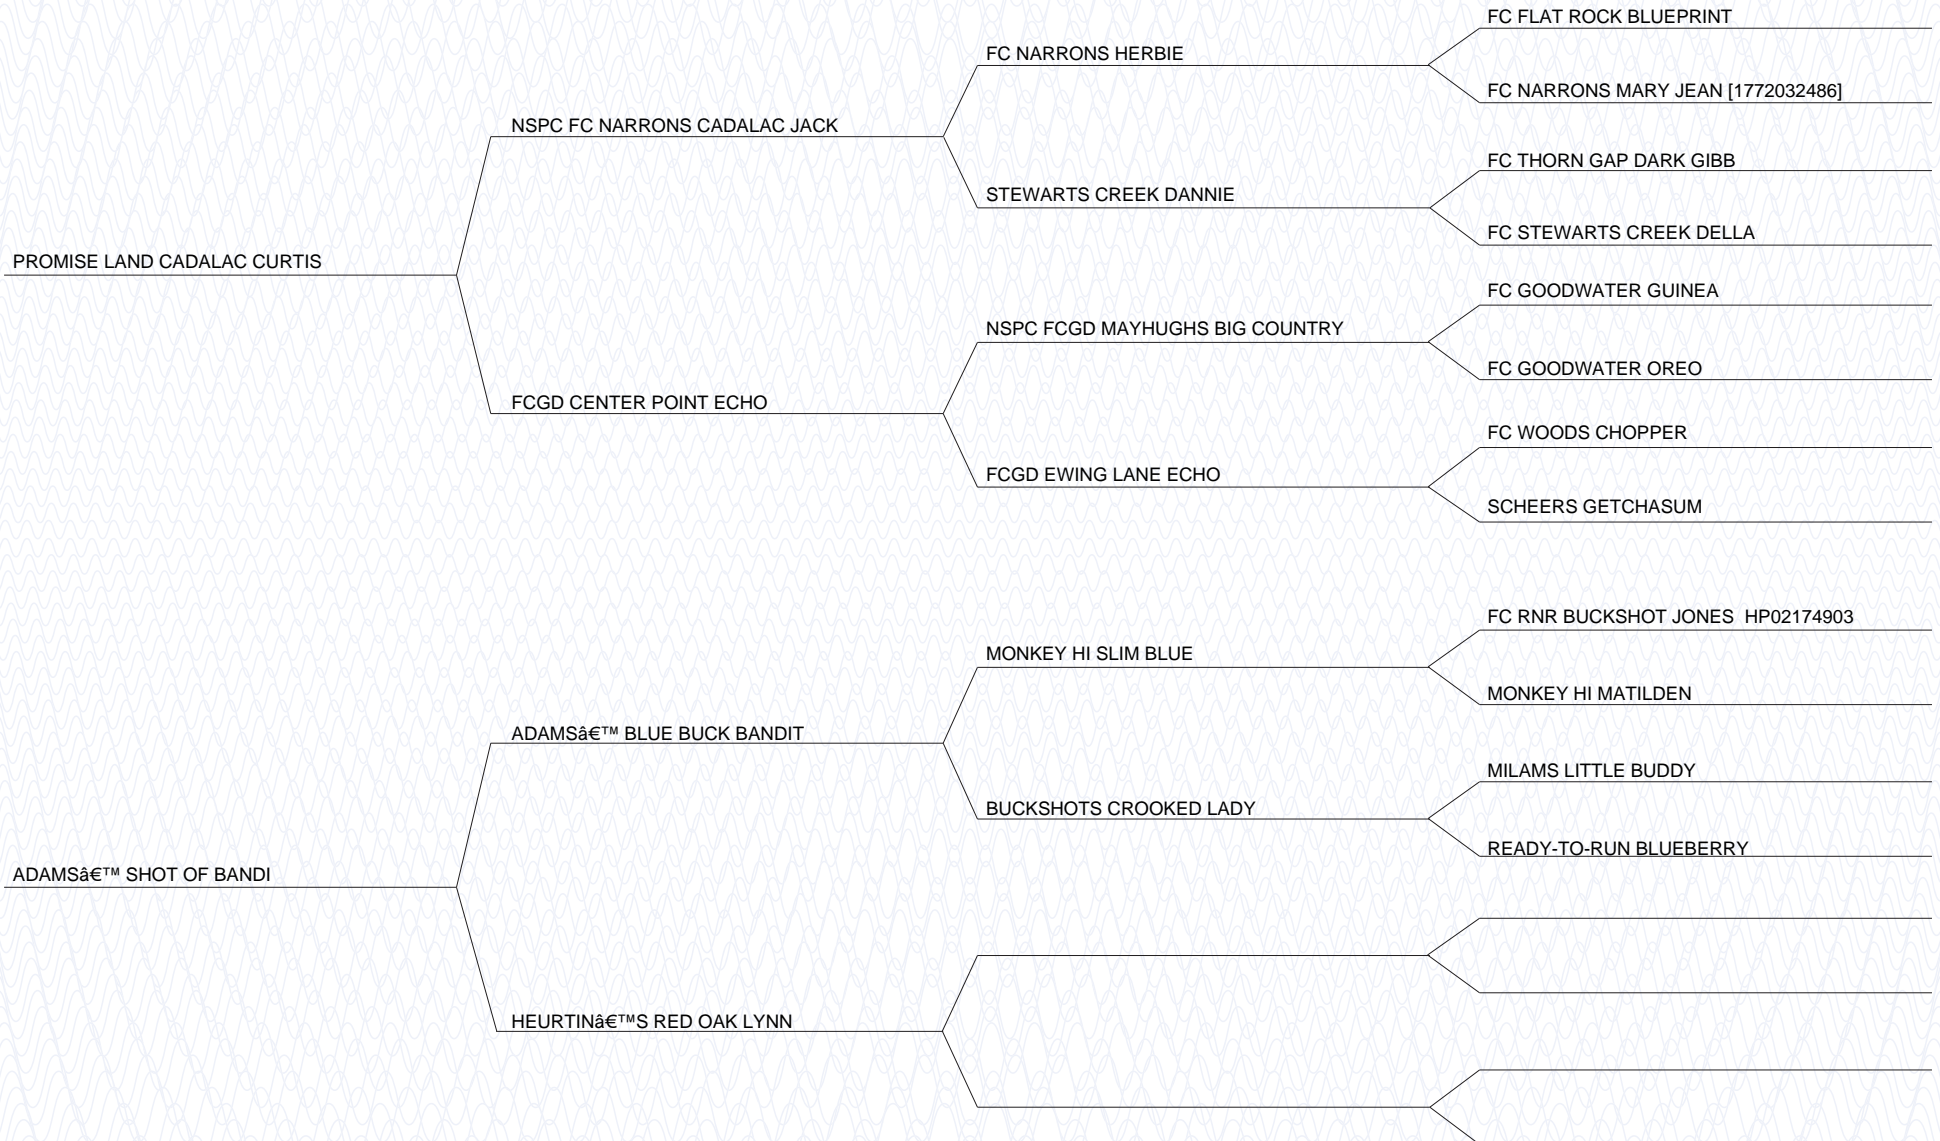 FC FLAT ROCK BLUEPRINT
FC NARRONS HERBIE
FC NARRONS MARY JEAN [1772032486]
NSPC FC NARRONS CADALAC JACK
FC THORN GAP DARK GIBB
STEWARTS CREEK DANNIE
FC STEWARTS CREEK DELLA
PROMISE LAND CADALAC CURTIS
FC GOODWATER GUINEA
NSPC FCGD MAYHUGHS BIG COUNTRY
FC GOODWATER OREO
FCGD CENTER POINT ECHO
FC WOODS CHOPPER
FCGD EWING LANE ECHO
SCHEERS GETCHASUM
FC RNR BUCKSHOT JONES  HP02174903
MONKEY HI SLIM BLUE
MONKEY HI MATILDEN
ADAMSâ€™ BLUE BUCK BANDIT
MILAMS LITTLE BUDDY
BUCKSHOTS CROOKED LADY
READY-TO-RUN BLUEBERRY
ADAMSâ€™ SHOT OF BANDI
HEURTINâ€™S RED OAK LYNN